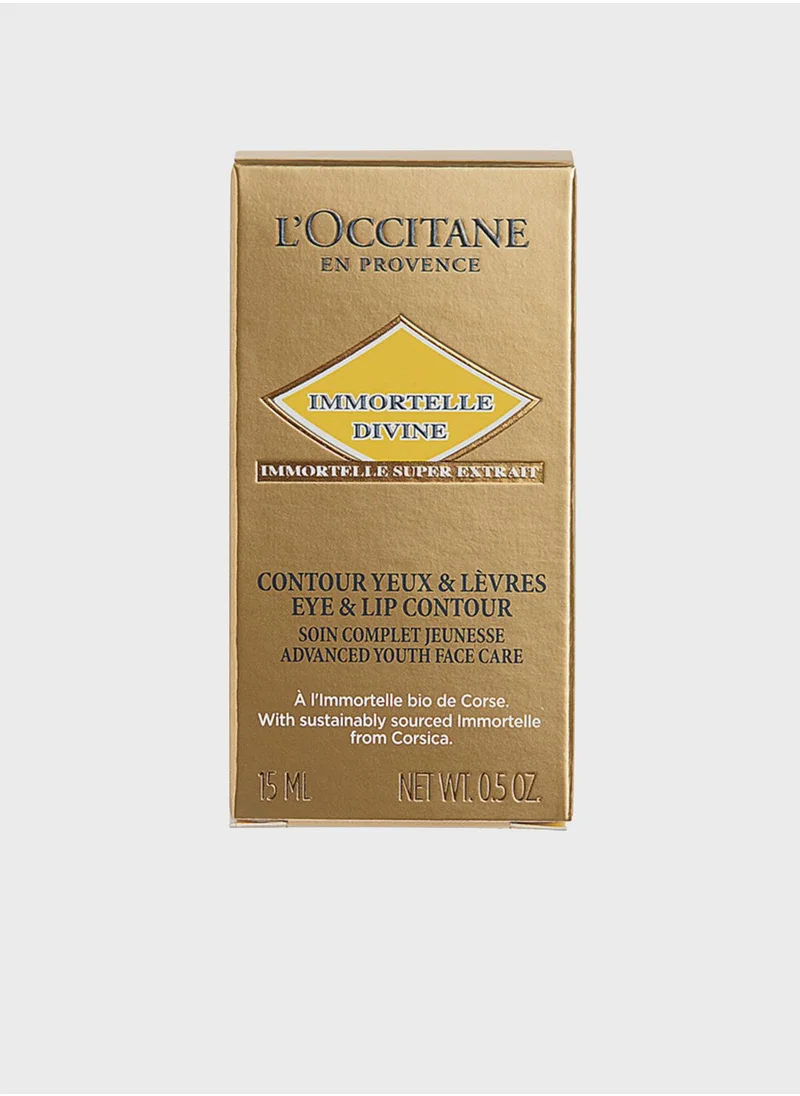 L'OCCITANE
EN PROVENCE
IMMORTELLE
DIVINE
IMMORTELLE SUPER EXTRAIT
CONTOUR YEUX & LÈVRES
EYE & LIP CONTOUR
SOIN COMPLET JEUNESSE
ADVANCED YOUTH FACE CARE
À l'Immortelle bio de Corse.
With sustainably sourced Immortelle
from Corsica.
15 ML NET WT. 0.5 OZ.